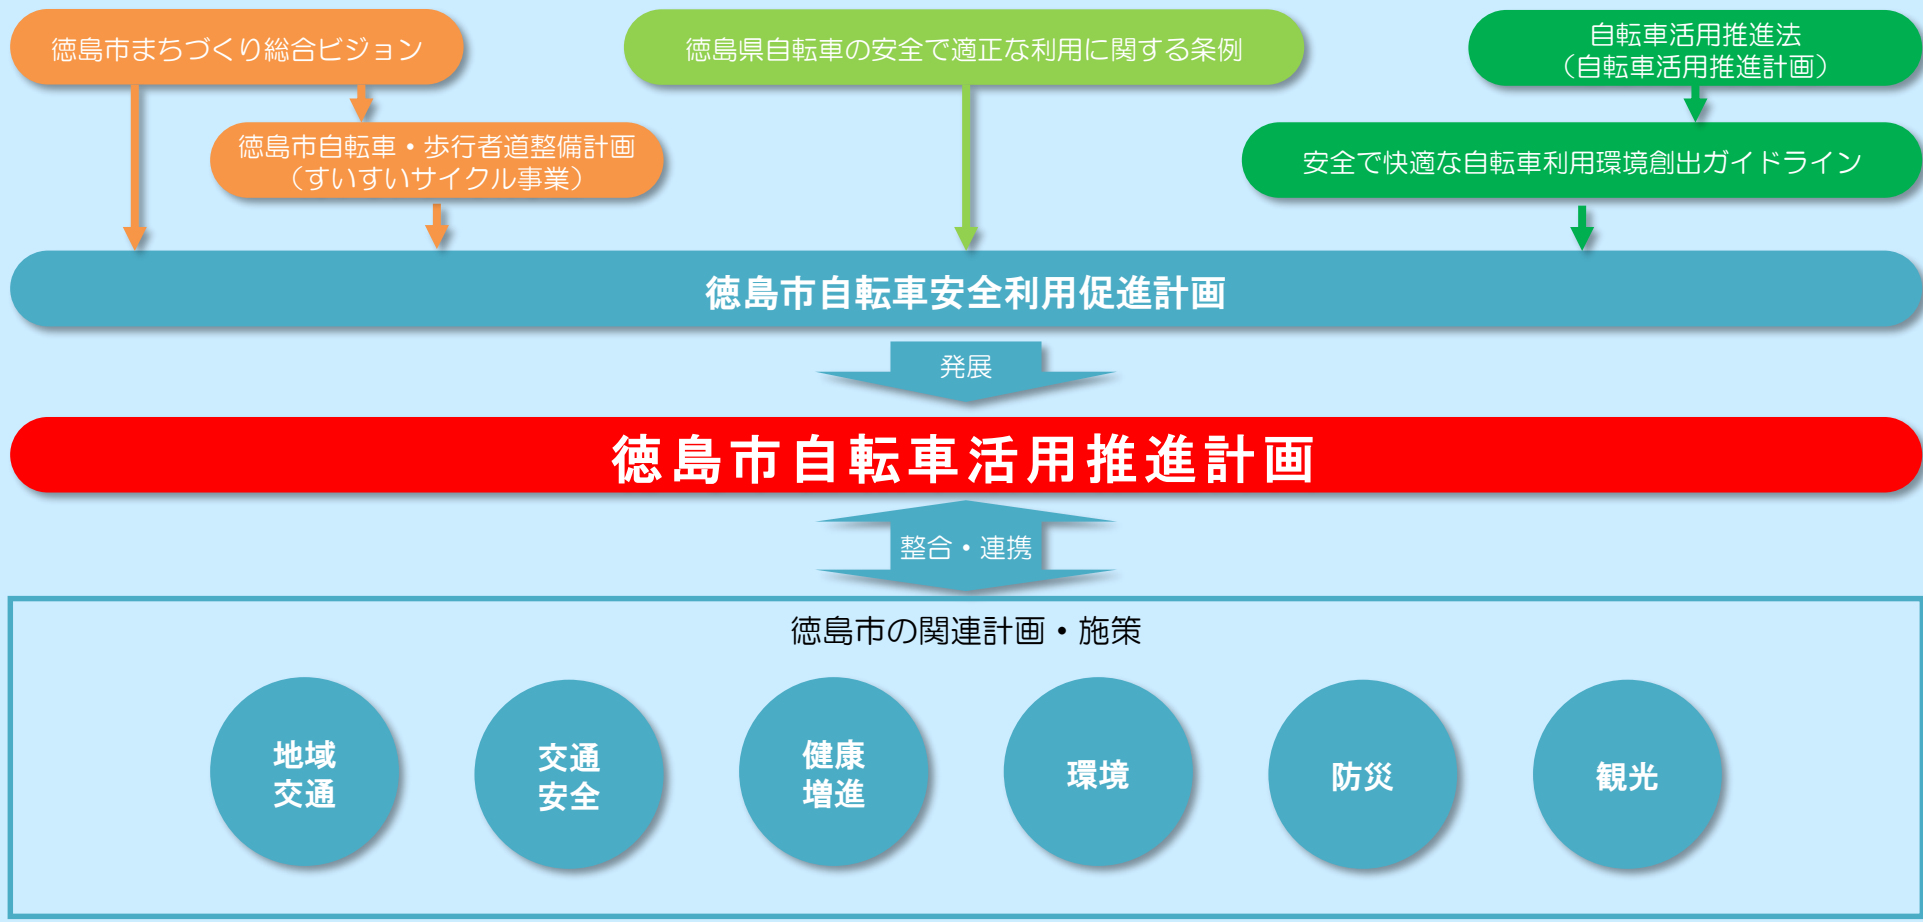 徳島市まちづくり総合ビジョン
徳島県自転車の安全で適正な利用に関する条例
自転車活用推進法
（自転車活用推進計画）
徳島市自転車・歩行者道整備計画
（すいすいサイクル事業）
安全で快適な自転車利用環境創出ガイドライン
徳島市自転車安全利用促進計画
発展
徳島市自転車活用推進計画
整合・連携
徳島市の関連計画・施策
地域
交通
交通
安全
健康
増進
環境
防災
観光